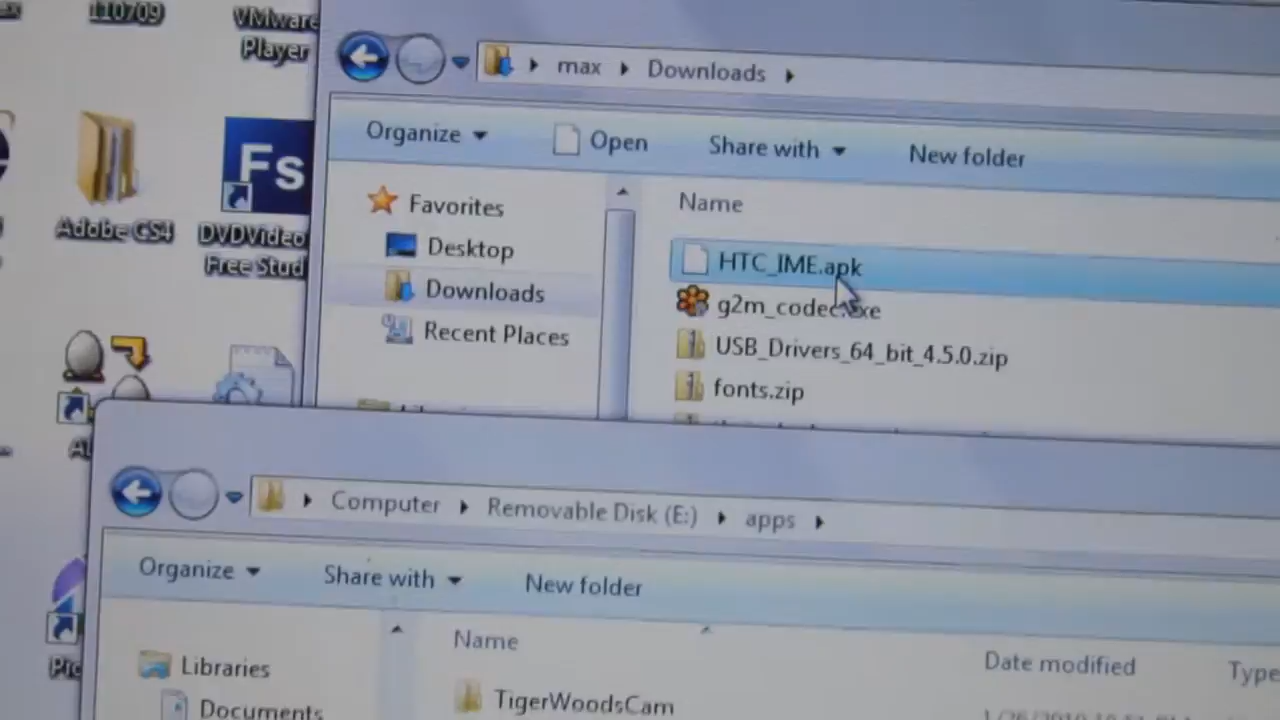 110709
VMware
Player
max Downloads
Organize Open Share with New folder
Adobe CS4
Fs
DVDVideo
Free Stud
Favorites
Desktop
Downloads
Recent Places
Name
HTC_IME.apk
g2m_codec.exe
USB_Drivers_64_bit_4.5.0.zip
fonts.zip
Computer Removable Disk (E:) apps
Organize Share with New folder
Libraries
Documents
Name Date modified Type
TigerWoodsCam
Pic